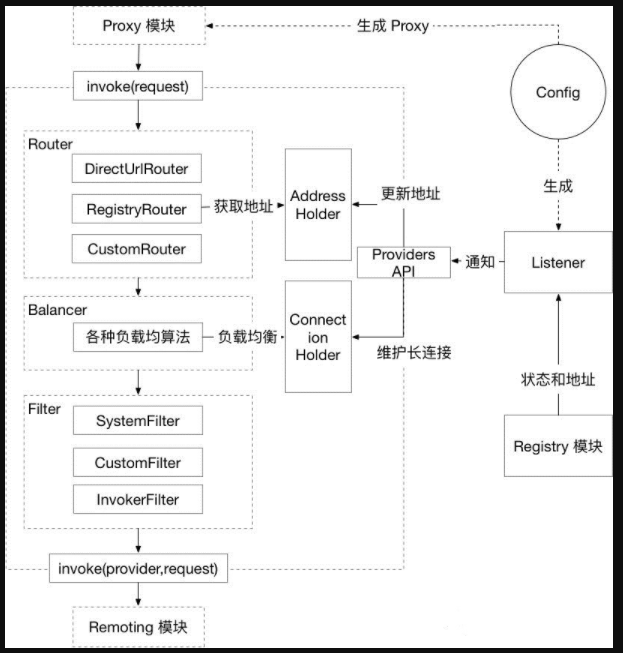 Proxy 模块
生成 Proxy
invoke(request)
Config
Router
DirectUrlRouter
RegistryRouter
CustomRouter
获取地址
Address
Holder
更新地址
生成
Providers
API
通知
Listener
Balancer
各种负载均算法
负载均衡
Connect
ion
Holder
维护长连接
状态和地址
Registry 模块
Filter
SystemFilter
CustomFilter
InvokerFilter
invoke(provider,request)
Remoting 模块